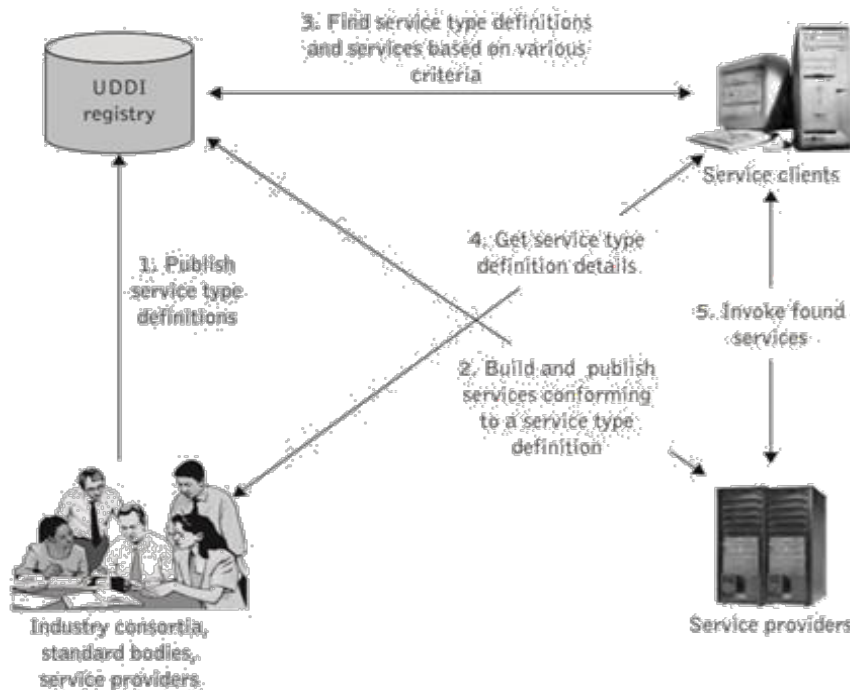 3. Find service type definitions
and services based on various
criteria
UDDI
registry
Service clients
4. Get service type
definition details
1. Publish
service type
definitions
5. Invoke found
services
2. Build and publish
services conforming
to a service type
definition
Industry consortia,
standard bodies,
service providers
Service providers